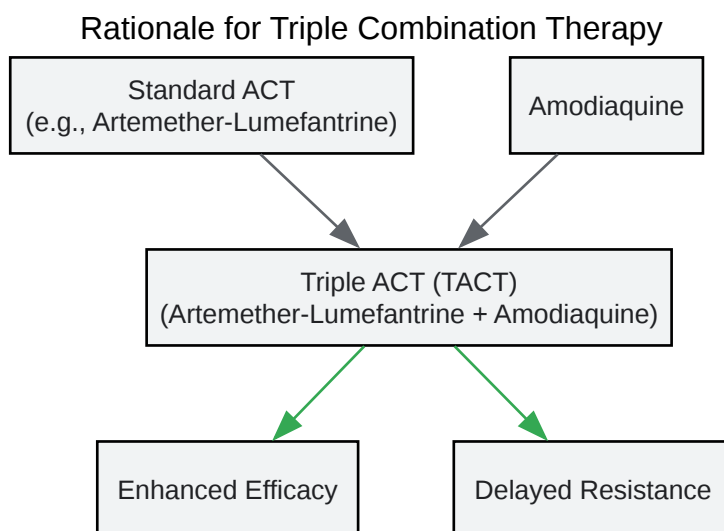 Rationale for Triple Combination Therapy
Standard ACT
(e.g., Artemether-Lumefantrine)
Amodiaquine
Triple ACT (TACT)
(Artemether-Lumefantrine + Amodiaquine)
Enhanced Efficacy
Delayed Resistance